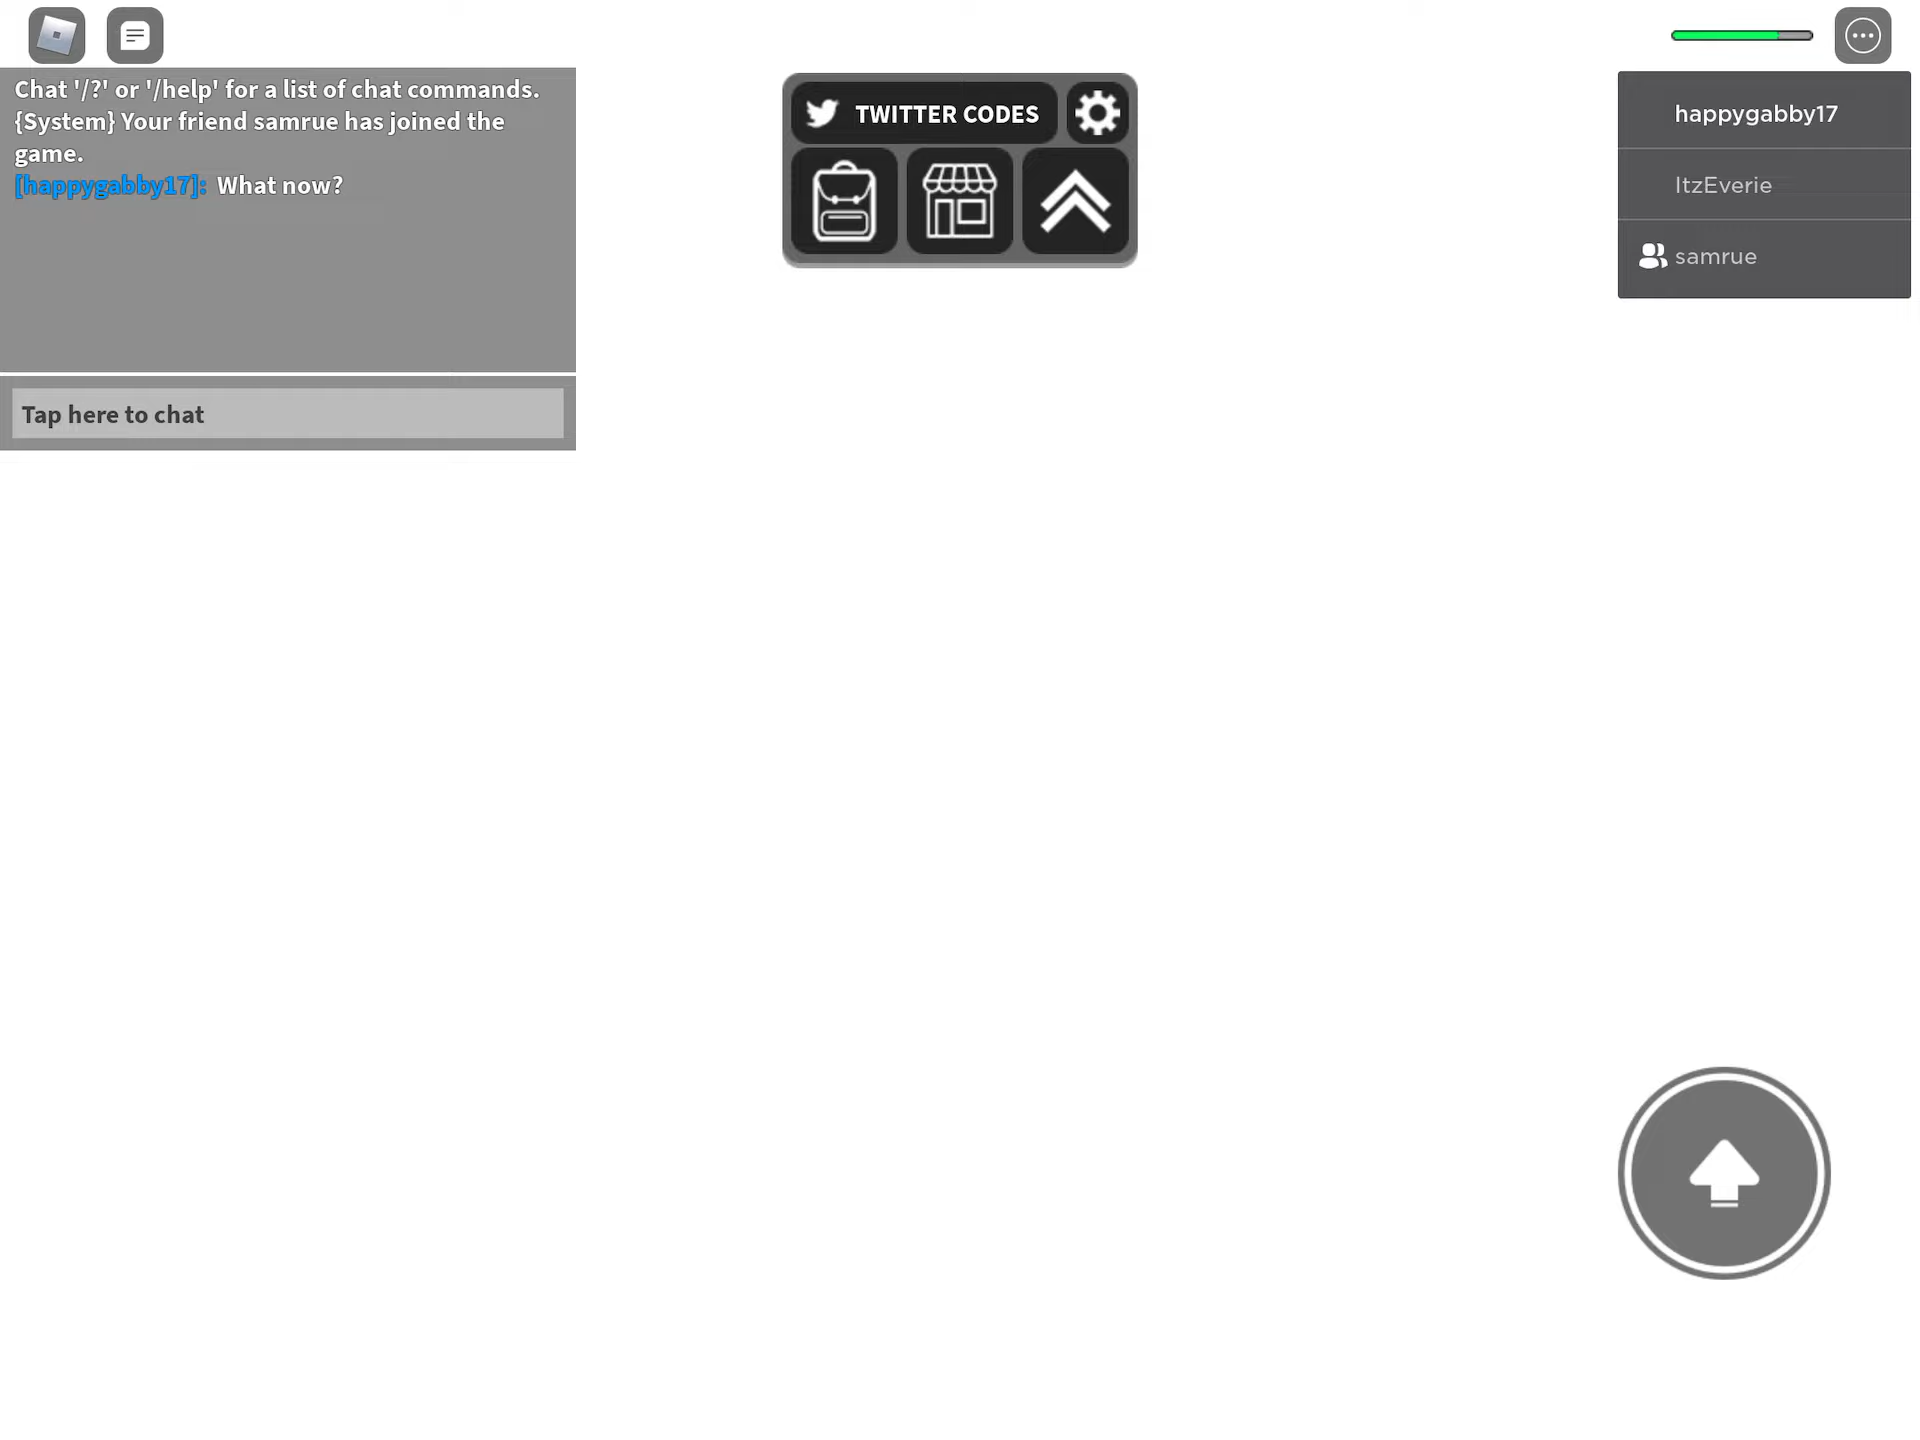 Chat '/?' or '/help' for a list of chat commands.
{System} Your friend samrue has joined the
game.
[happygabby17]: What now?
Tap here to chat
TWITTER CODES
happygabby17
ItzEverie
samrue